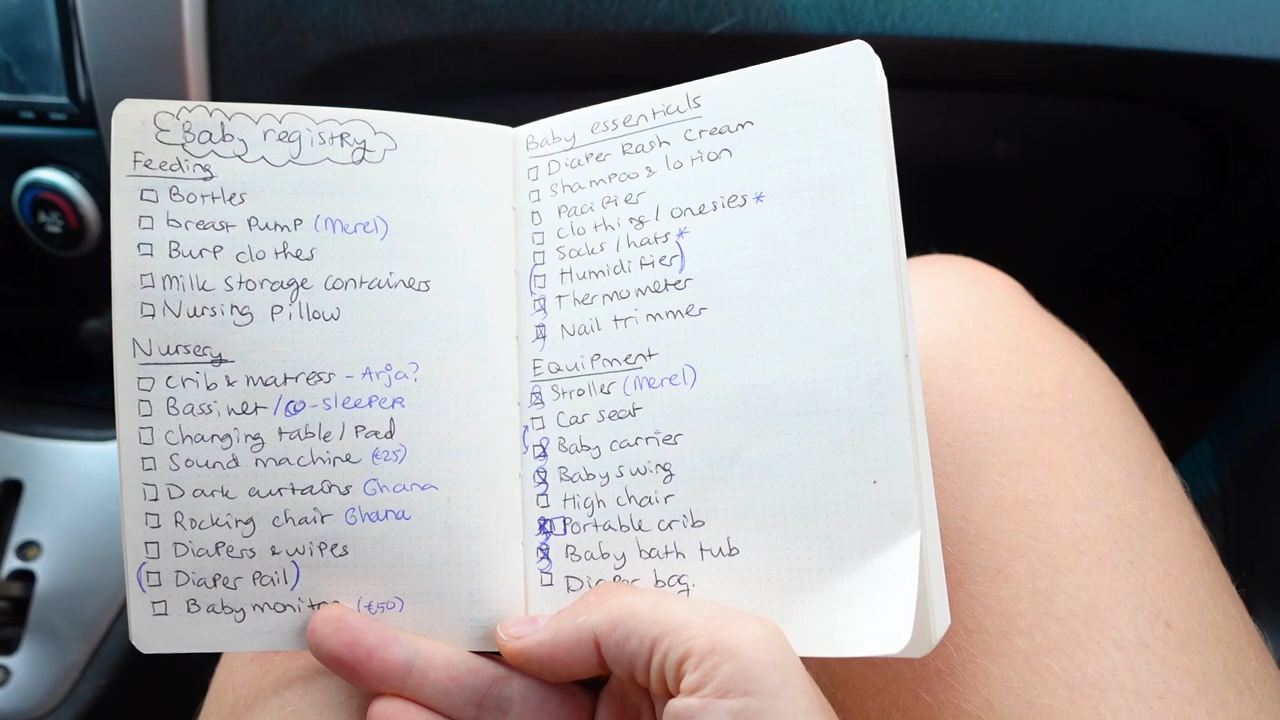 Baby registry
Feeding
Bottles
breast pump (Merel)
Burp clothes
Milk storage containers
Nursing pillow
Nursery
Crib & matress - Arja?
Bassinet/co-sleeper
Changing table/pad
Sound machine (€25)
Dark curtains Ghana
Rocking chair Ghana
Diapers & wipes
(Diaper pail)
Baby monitor (€50)
Baby essentials
Diaper Rash cream
Shampoo & lotion
Pacifier
clothing/onesies*
Socks/hats*
(Humidifier)
Thermometer
Nail trimmer
Equipment
Stroller (Merel)
Car seat
Baby carrier
Baby swing
High chair
Portable crib
Baby bath tub
Diaper bag.
A/C